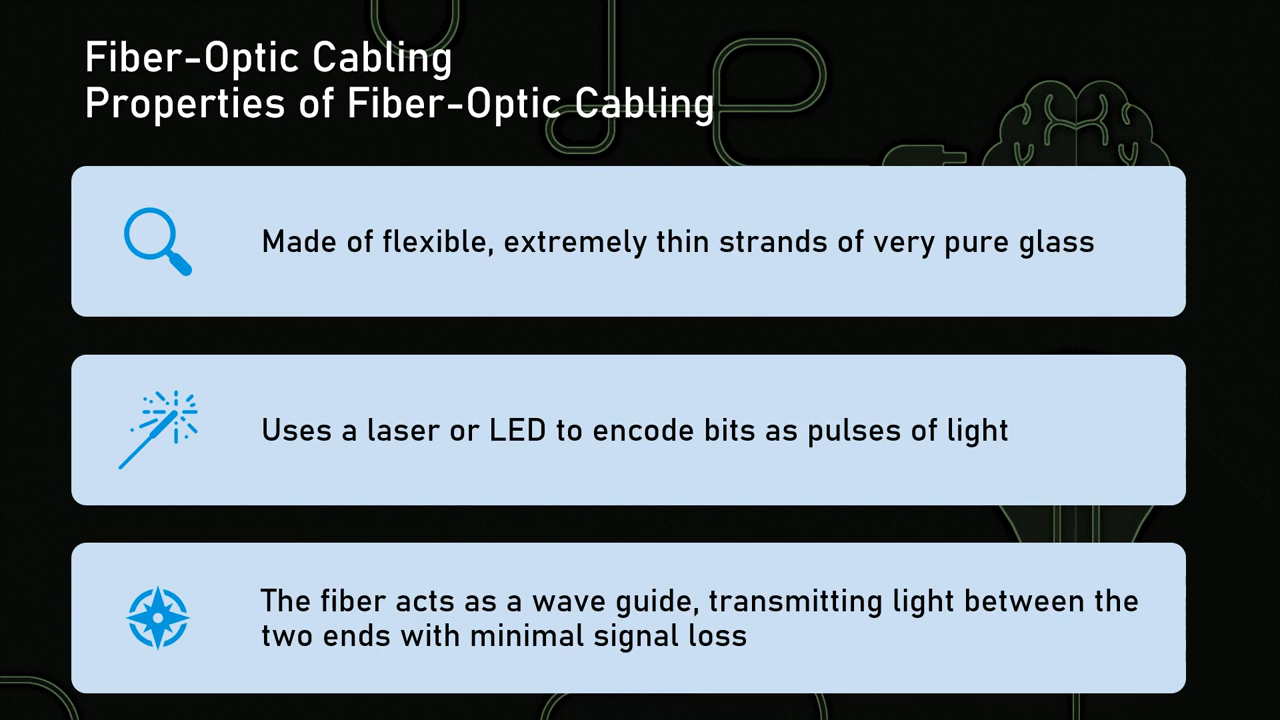 Fiber-Optic Cabling
Properties of Fiber-Optic Cabling
Made of flexible, extremely thin strands of very pure glass
Uses a laser or LED to encode bits as pulses of light
The fiber acts as a wave guide, transmitting light between the
two ends with minimal signal loss